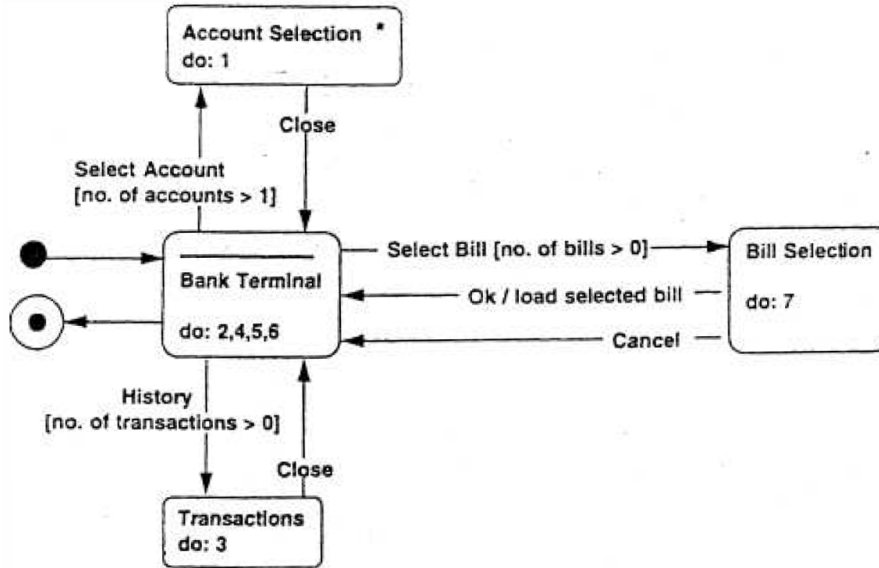 Account Selection *
do: 1
Close
Select Account
[no. of accounts > 1]
Select Bill [no. of bills > 0]
Bill Selection
Bank Terminal
Ok / load selected bill
do: 7
do: 2,4,5,6
Cancel
History
[no. of transactions > 0]
Close
Transactions
do: 3